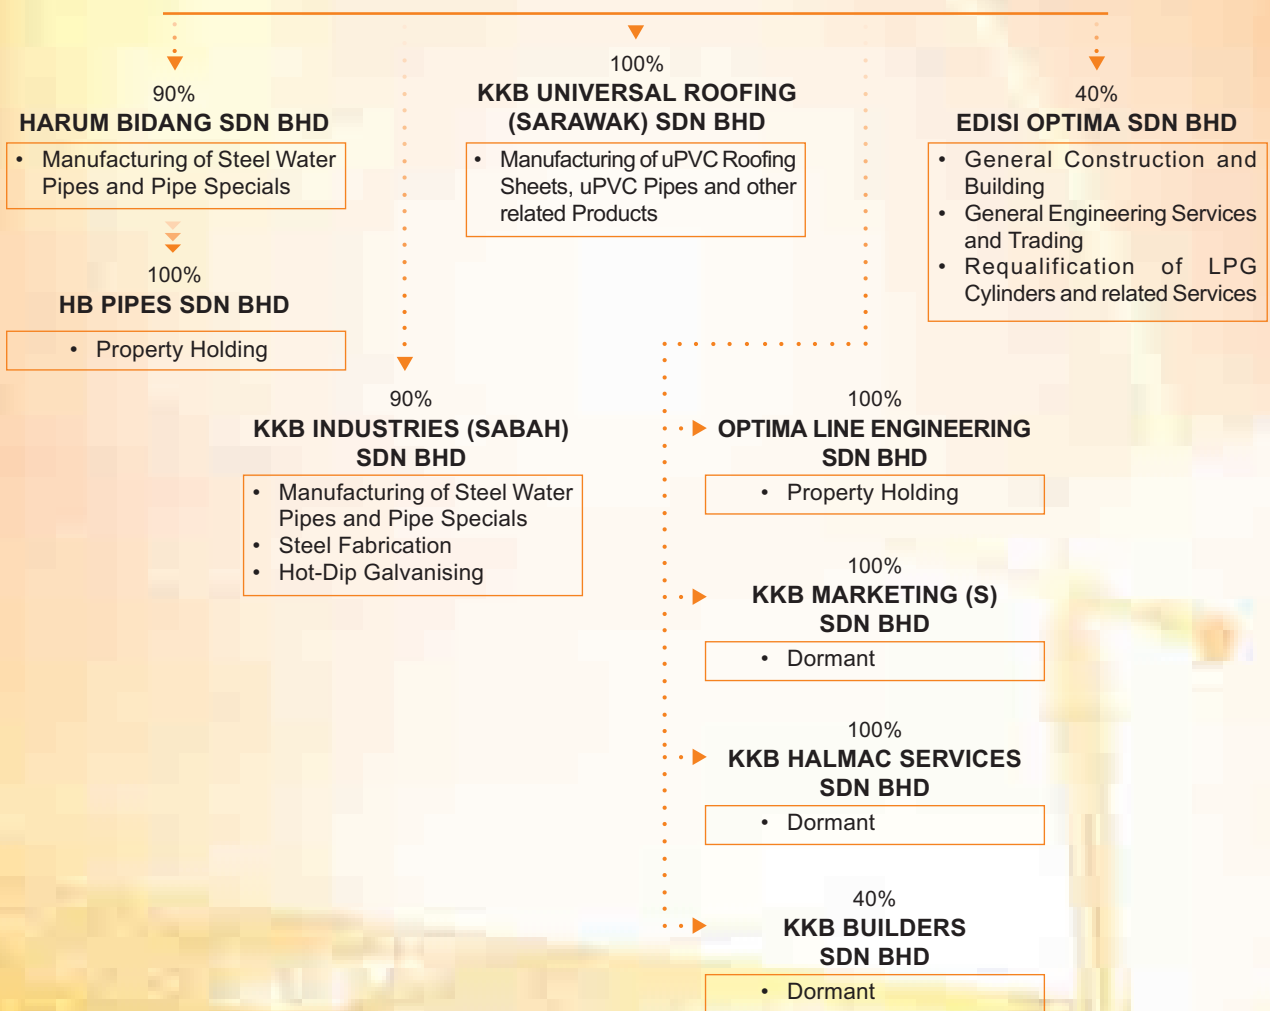 90%
HARUM BIDANG SDN BHD
• Manufacturing of Steel Water
Pipes and Pipe Specials
100%
HB PIPES SDN BHD
• Property Holding
100%
KKB UNIVERSAL ROOFING
(SARAWAK) SDN BHD
• Manufacturing of uPVC Roofing
Sheets, uPVC Pipes and other
related Products
40%
EDISI OPTIMA SDN BHD
• General Construction and
Building
• General Engineering Services
and Trading
• Requalification of LPG
Cylinders and related Services
90%
KKB INDUSTRIES (SABAH)
SDN BHD
• Manufacturing of Steel Water
Pipes and Pipe Specials
• Steel Fabrication
• Hot-Dip Galvanising
100%
OPTIMA LINE ENGINEERING
SDN BHD
• Property Holding
100%
KKB MARKETING (S)
SDN BHD
• Dormant
100%
KKB HALMAC SERVICES
SDN BHD
• Dormant
40%
KKB BUILDERS
SDN BHD
• Dormant